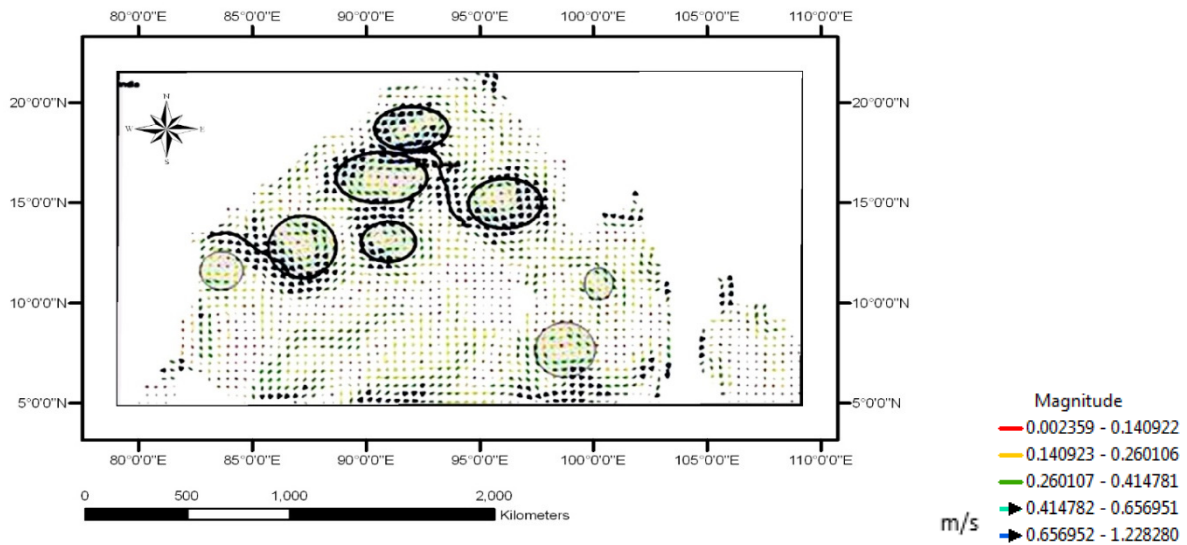 80°0'0"E 85°0'0"E 90°0'0"E 95°0'0"E 100°0'0"E 105°0'0"E 110°0'0"E
India
N
W E
S
20°0'0"N 20°0'0"N
15°0'0"N 15°0'0"N
10°0'0"N 10°0'0"N
5°0'0"N 5°0'0"N
80°0'0"E 85°0'0"E 90°0'0"E 95°0'0"E 100°0'0"E 105°0'0"E 110°0'0"E
0 500 1,000 2,000
Kilometers
Magnitude
0.002359 - 0.140922
0.140923 - 0.260106
0.260107 - 0.414781
0.414782 - 0.656951
m/s 0.656952 - 1.228280